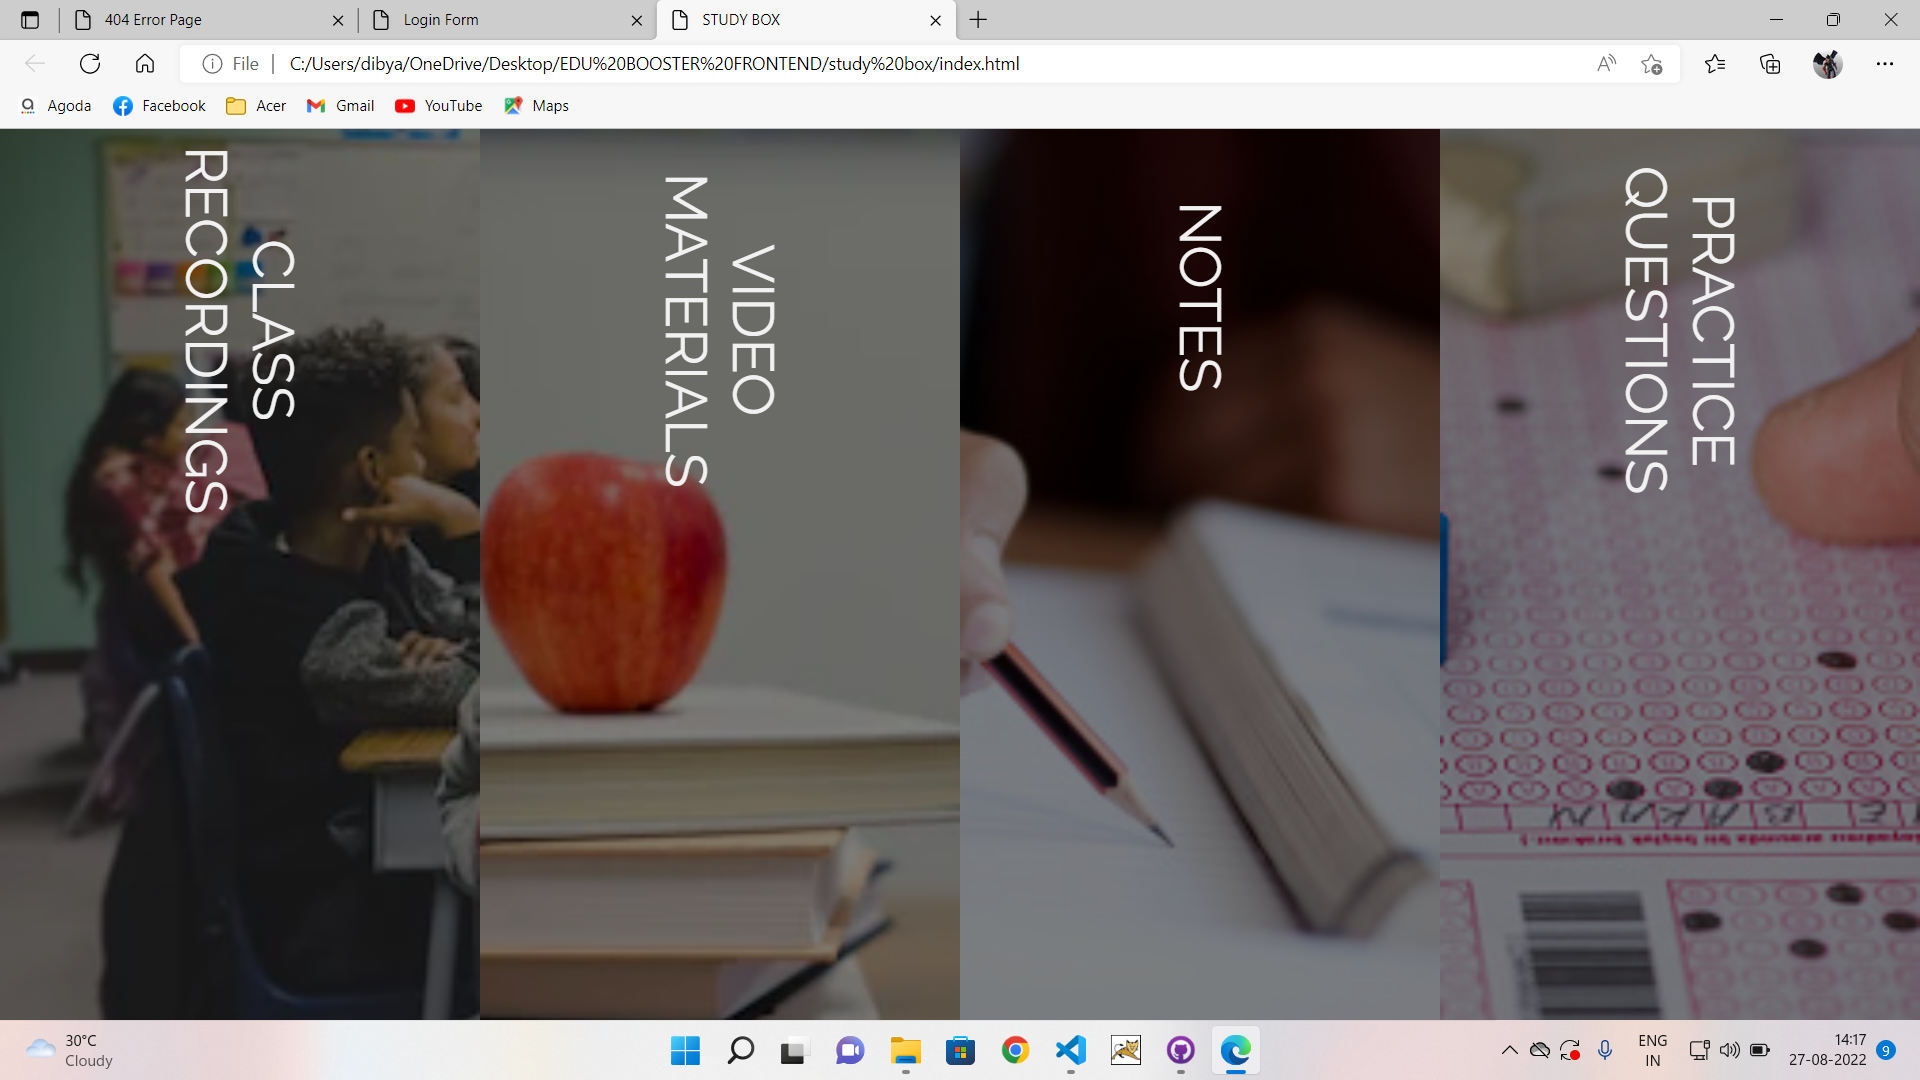 404 Error Page
Login Form
STUDY BOX
File
C:/Users/dibya/OneDrive/Desktop/EDU%20BOOSTER%20FRONTEND/study%20box/index.html
Agoda
Facebook
Acer
Gmail
YouTube
Maps
CLASS
RECORDINGS
VIDEO
MATERIALS
NOTES
PRACTICE
QUESTIONS
30°C
Cloudy
ENG
IN
14:17
27-08-2022
9